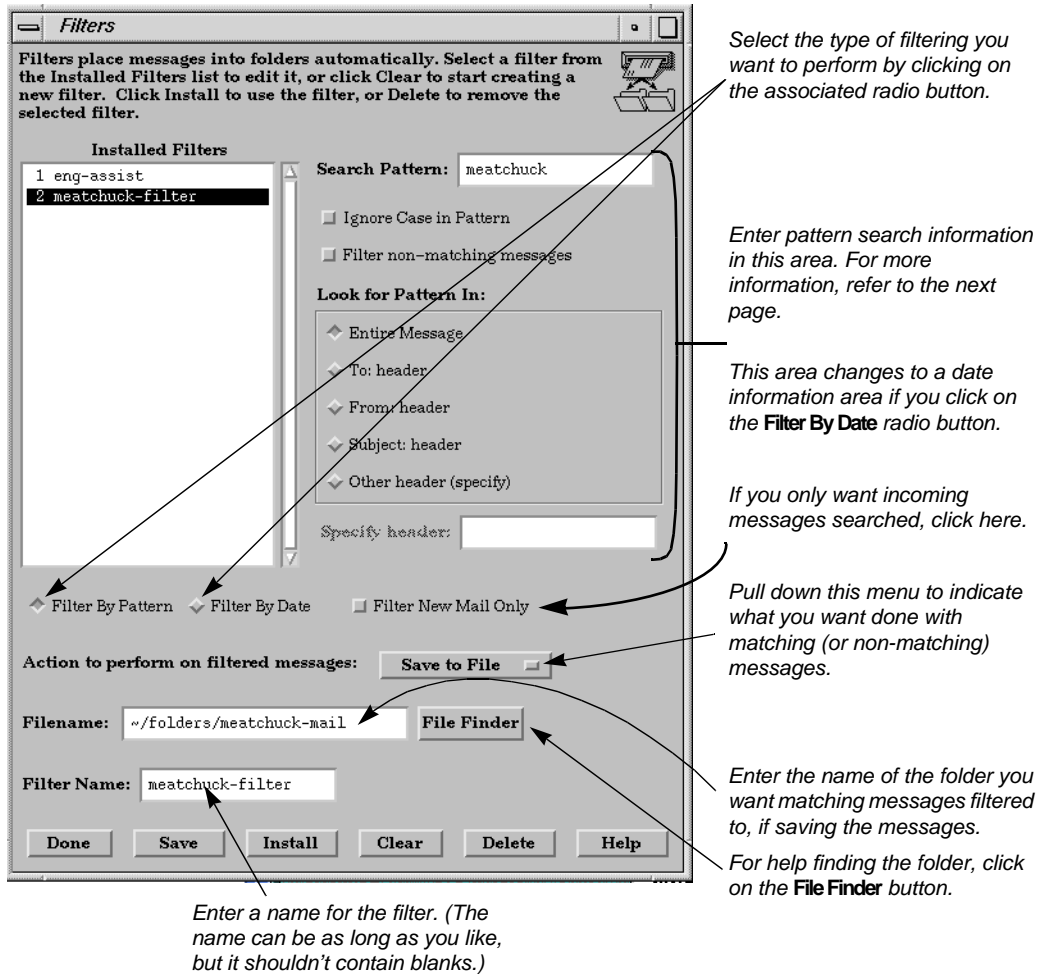 Filters
Filters place messages into folders automatically. Select a filter from
the Installed Filters list to edit it, or click Clear to start creating a
new filter. Click Install to use the filter, or Delete to remove the
selected filter.
Select the type of filtering you
want to perform by clicking on
the associated radio button.
Installed Filters
1 eng-assist
2 meatchuck-filter
Search Pattern: meatchuck
Ignore Case in Pattern
Filter non-matching messages
Look for Pattern In:
Entire Message
To: header
From: header
Subject: header
Other header (specify)
Specify header:
Enter pattern search information
in this area. For more
information, refer to the next
page.
This area changes to a date
information area if you click on
the Filter By Date radio button.
If you only want incoming
messages searched, click here.
Filter By Pattern Filter By Date Filter New Mail Only
Pull down this menu to indicate
what you want done with
matching (or non-matching)
messages.
Action to perform on filtered messages: Save to File
Filename: ~/folders/meatchuck-mail File Finder
Filter Name: meatchuck-filter
Enter the name of the folder you
want matching messages filtered
to, if saving the messages.
Done Save Install Clear Delete Help
For help finding the folder, click
on the File Finder button.
Enter a name for the filter. (The
name can be as long as you like,
but it shouldn't contain blanks.)